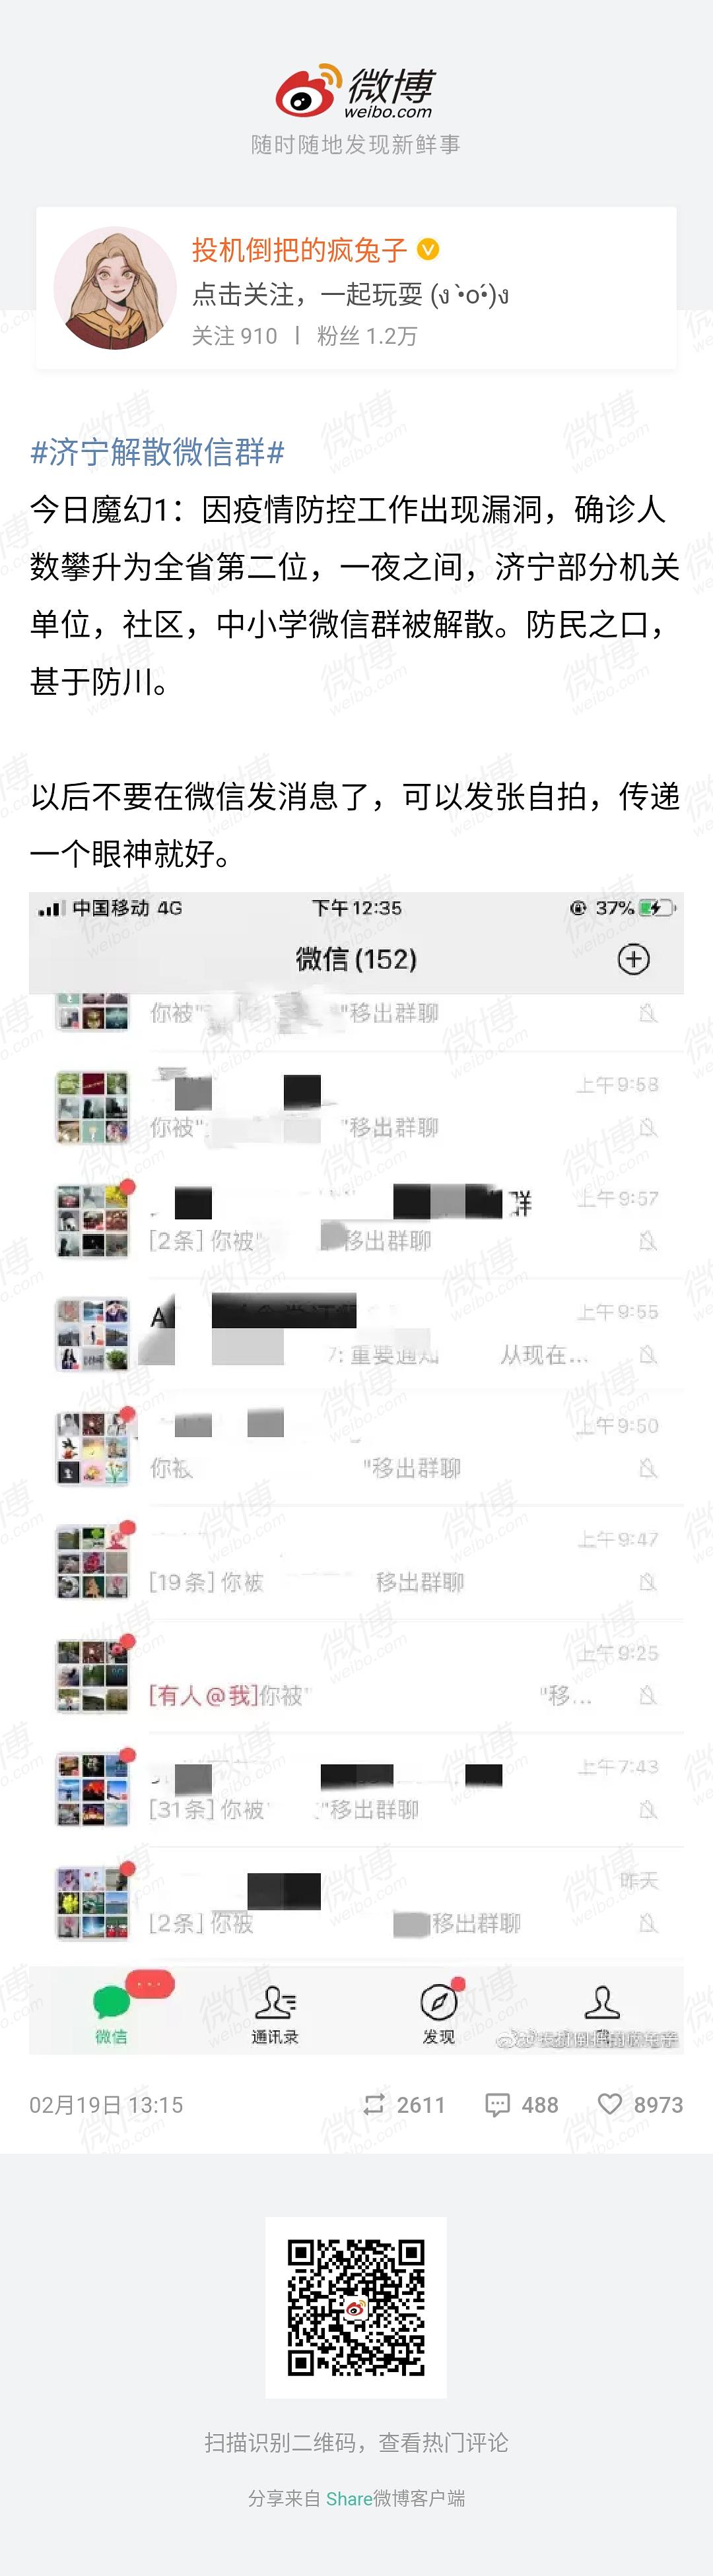 微博
weibo.com
随时随地发现新鲜事
投机倒把的疯兔子
点击关注，一起玩耍 (ง •̀o•́)ง
关注 910 | 粉丝 1.2万
#济宁解散微信群#
今日魔幻1：因疫情防控工作出现漏洞，确诊人
数攀升为全省第二位，一夜之间，济宁部分机关
单位，社区，中小学微信群被解散。防民之口，
甚于防川。
以后不要在微信发消息了，可以发张自拍，传递
一个眼神就好。
中国移动 4G 下午 12:35 37%
微信 (152)
你被" "移出群聊
上午 9:58
你被" "移出群聊
群 上午 9:57
[2条] 你被" 移出群聊
A 上午 9:55
7: 重要通知 从现在...
上午 9:50
你被 "移出群聊
上午 9:47
[19条] 你被 移出群聊
上午 9:25
[有人@我]你被" "移...
上午 7:43
[31条] 你被 "移出群聊
昨天
[2条] 你被 移出群聊
微信 通讯录 发现 我
02月19日 13:15 2611 488 8973
扫描识别二维码，查看热门评论
分享来自 Share微博客户端